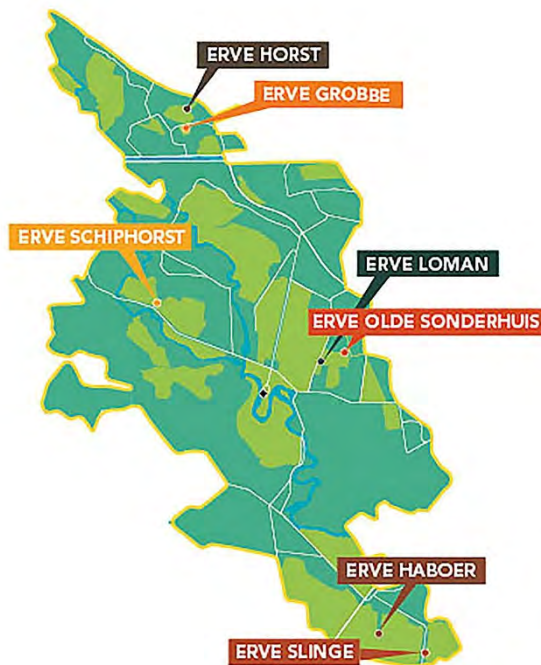 ERVE HORST
ERVE GROBBE
ERVE SCHIPHORST
ERVE LOMAN
ERVE OLDE SONDERHUIS
ERVE HABOER
ERVE SLINGE